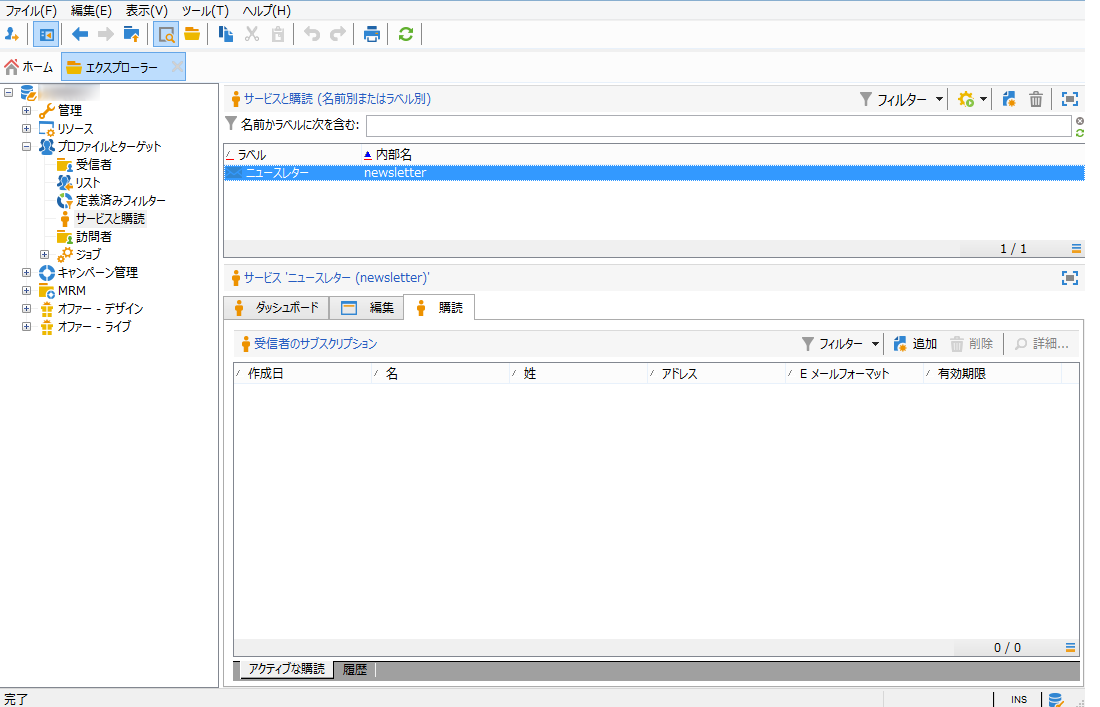 ファイル(F) 編集(E) 表示(V) ツール(T) ヘルプ(H)
ホーム エクスプローラー
管理
リソース
プロファイルとターゲット
受信者
リスト
定義済みフィルター
サービスと購読
訪問者
ジョブ
キャンペーン管理
MRM
オファー - デザイン
オファー - ライブ
サービスと購読 (名前別またはラベル別) フィルター
名前かラベルに次を含む:
ラベル 内部名
ニュースレター newsletter
1 / 1
サービス 'ニュースレター (newsletter)'
ダッシュボード 編集 購読
受信者のサブスクリプション フィルター 追加 削除 詳細...
作成日 名 姓 アドレス E メールフォーマット 有効期限
0 / 0
アクティブな購読 履歴
完了 INS